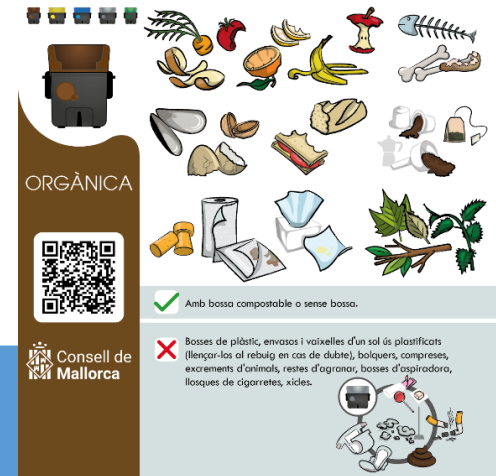 ORGÀNICA
Consell de
Mallorca
Amb bossa compostable o sense bossa.
Bosses de plàstic, envasos i vaixelles d'un sol ús plastificats
(llençar-los al rebuig en cas de dubte), bolquers, compreses,
excrements d'animals, restes d'agranar, bosses d'aspiradora,
llosques de cigarretes, xicles.